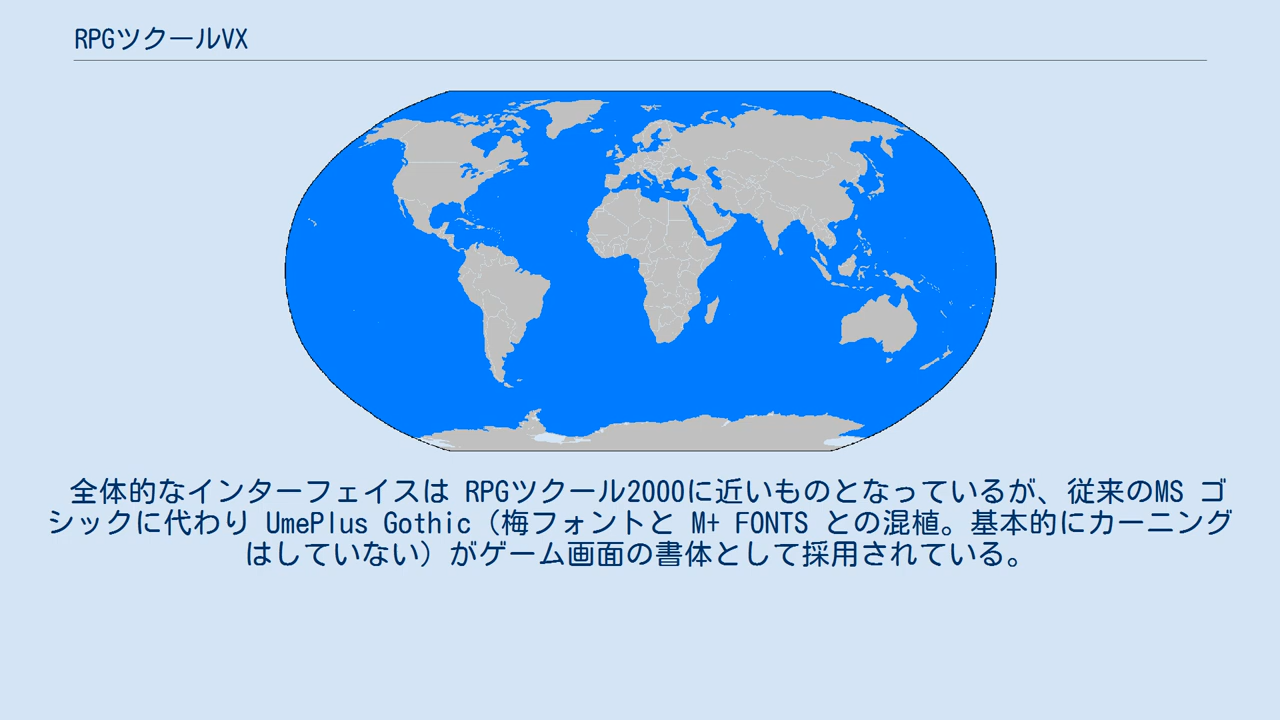 RPGツクールVX
全体的なインターフェイスは RPGツクール2000に近いものとなっているが、従来のMS ゴ
シックに代わり UmePlus Gothic（梅フォントと M+ FONTS との混植。基本的にカーニング
はしていない）がゲーム画面の書体として採用されている。